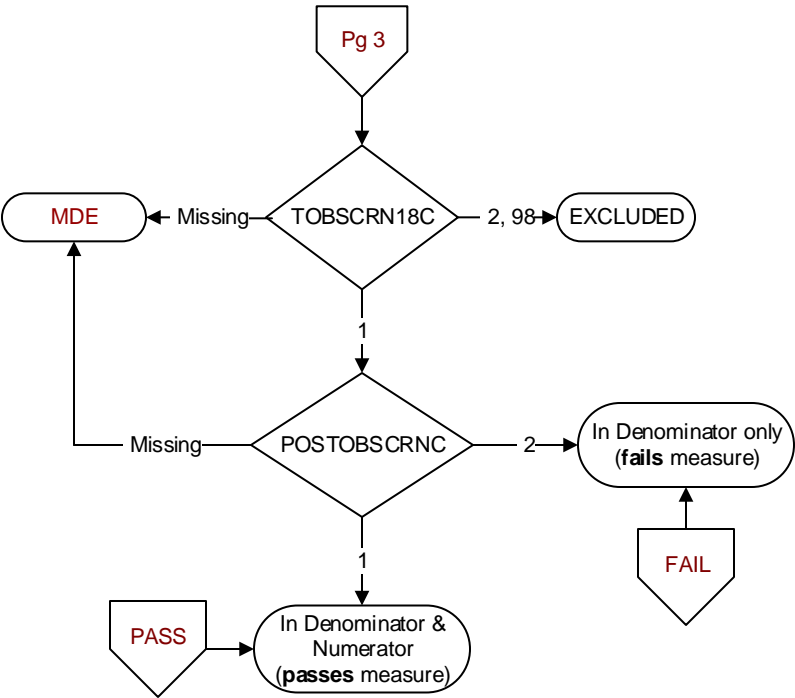 Pg 3
MDE
Missing
TOBSCRN18C
2, 98
EXCLUDED
1
Missing
POSTOBSCRNC
2
In Denominator only
(fails measure)
1
FAIL
PASS
In Denominator &
Numerator
(passes measure)